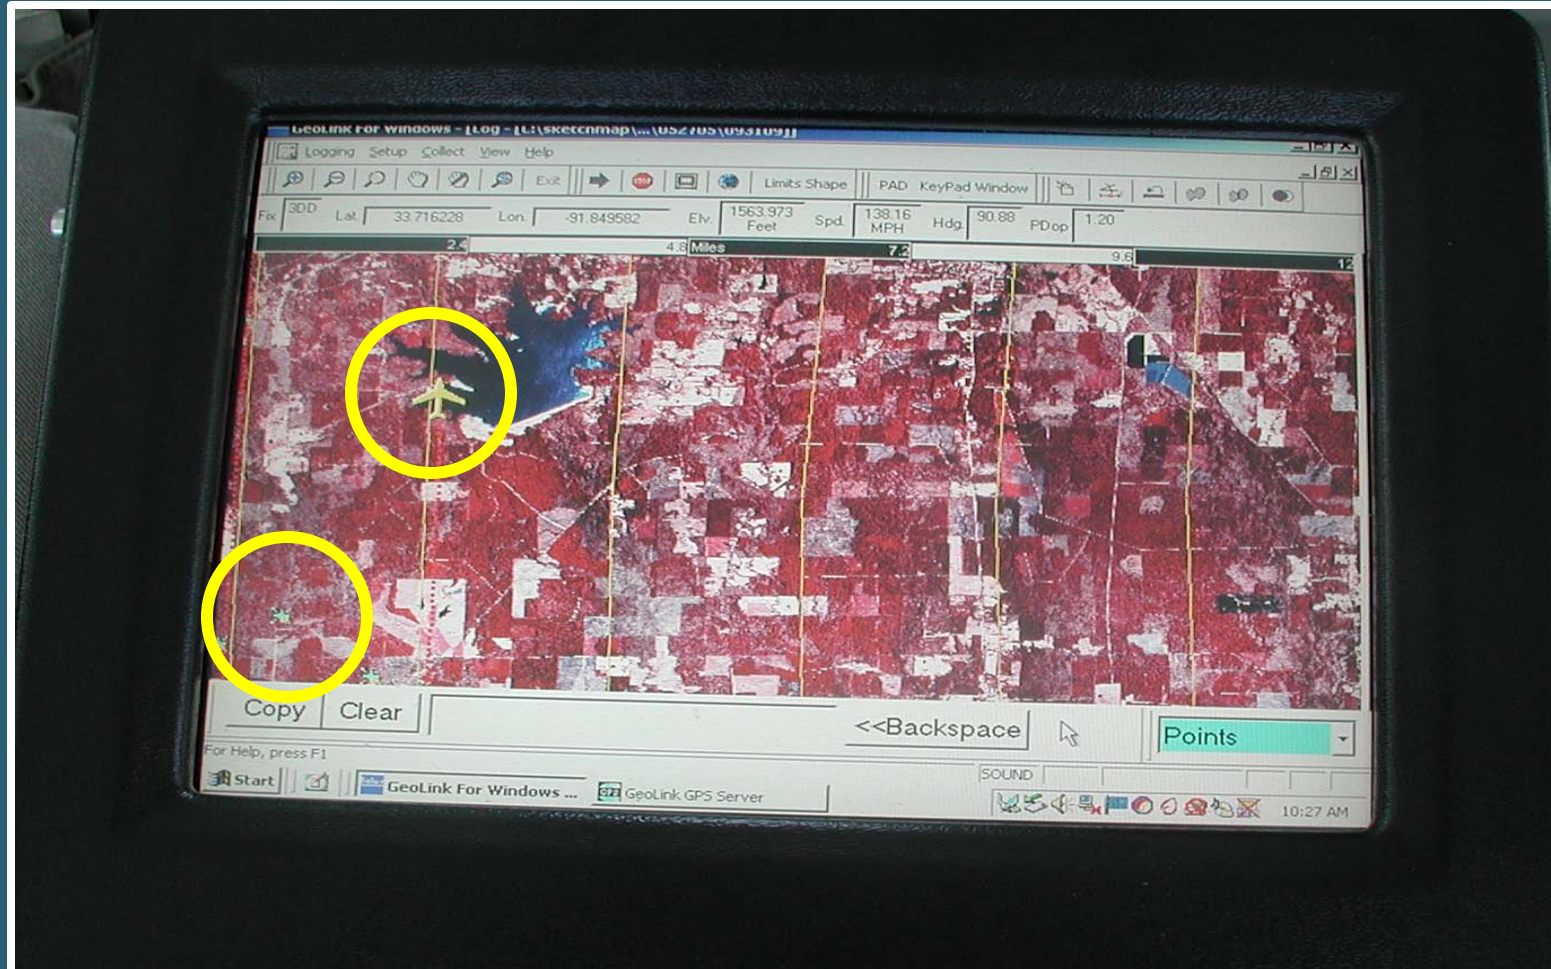 GeoLink For Windows - [Log - [C:\sketchmap\...\052705\093109]]
Logging Setup Collect View Help
Exit STOP Limits Shape PAD KeyPad Window
Fix 3DD Lat. 33.716228 Lon. -91.849582 Elv. 1563.973 Feet Spd. 138.16 MPH Hdg. 90.88 PDop 1.20
2.4 4.8 Miles 7.2 9.6 12
Copy Clear <<Backspace Points
For Help, press F1
SOUND
Start GeoLink For Windows ... GeoLink GPS Server 10:27 AM